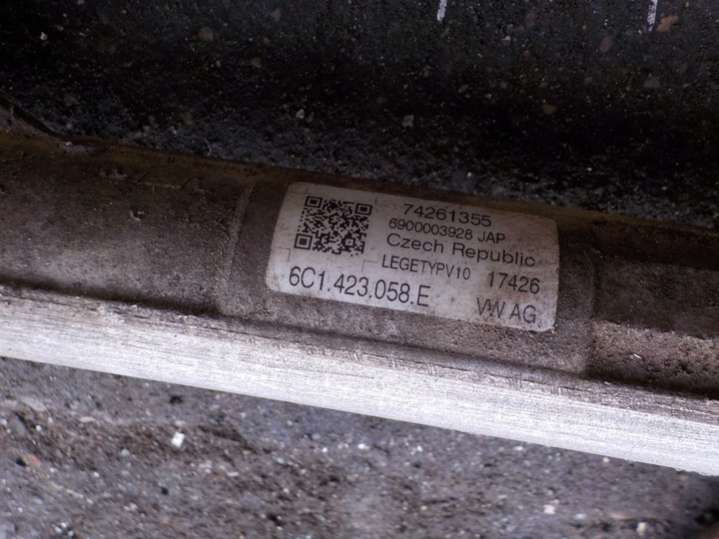 74261355
6900003928 JAP
Czech Republic
LEGETYPV10 17426
6C1.423.058.E VW AG